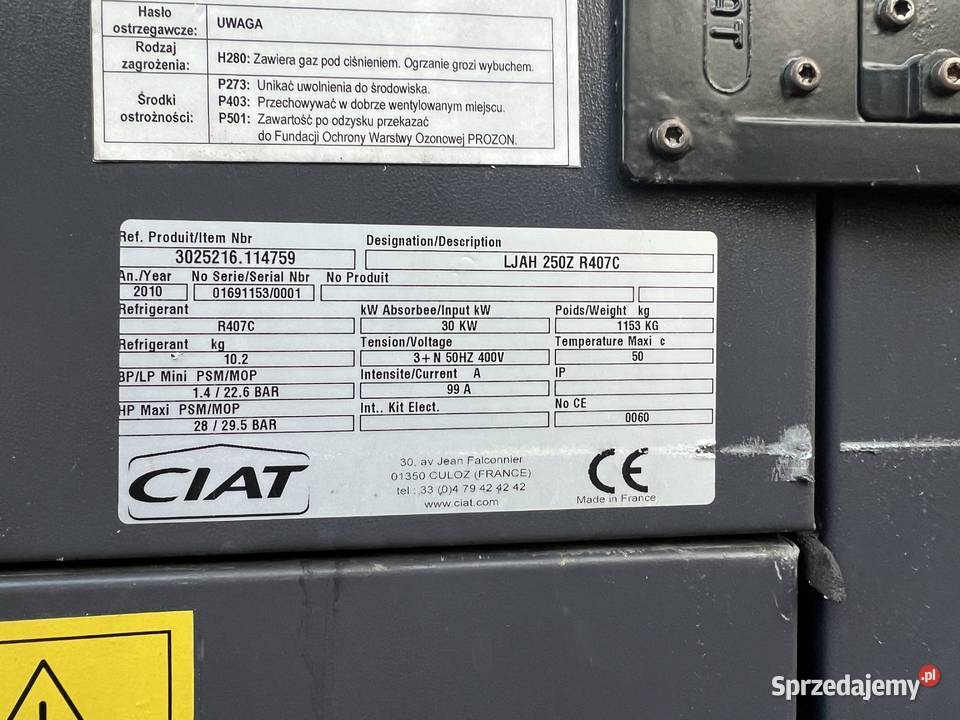 Hasło ostrzegawcze: UWAGA
Rodzaj zagrożenia: H280: Zawiera gaz pod ciśnieniem. Ogrzanie grozi wybuchem.
Środki ostrożności: P273: Unikać uwolnienia do środowiska.
P403: Przechowywać w dobrze wentylowanym miejscu.
P501: Zawartość po odzysku przekazać
do Fundacji Ochrony Warstwy Ozonowej PROZON.
Ref. Produit/Item Nbr Designation/Description
3025216.114759 LJAH 250Z R407C
An./Year No Serie/Serial Nbr No Produit
2010 01691153/0001
Refrigerant kW Absorbee/Input kW Poids/Weight kg
R407C 30 KW 1153 KG
Refrigerant kg Tension/Voltage Temperature Maxi c
10.2 3+N 50HZ 400V 50
BP/LP Mini PSM/MOP Intensite/Current A IP
1.4 / 22.6 BAR 99 A
HP Maxi PSM/MOP Int.. Kit Elect. No CE
28 / 29.5 BAR 0060
CIAT
30, av Jean Falconnier
01350 CULOZ (FRANCE)
tel : 33 (0)4 79 42 42 42
www.ciat.com
CE
Made in France
Sprzedajemy.pl